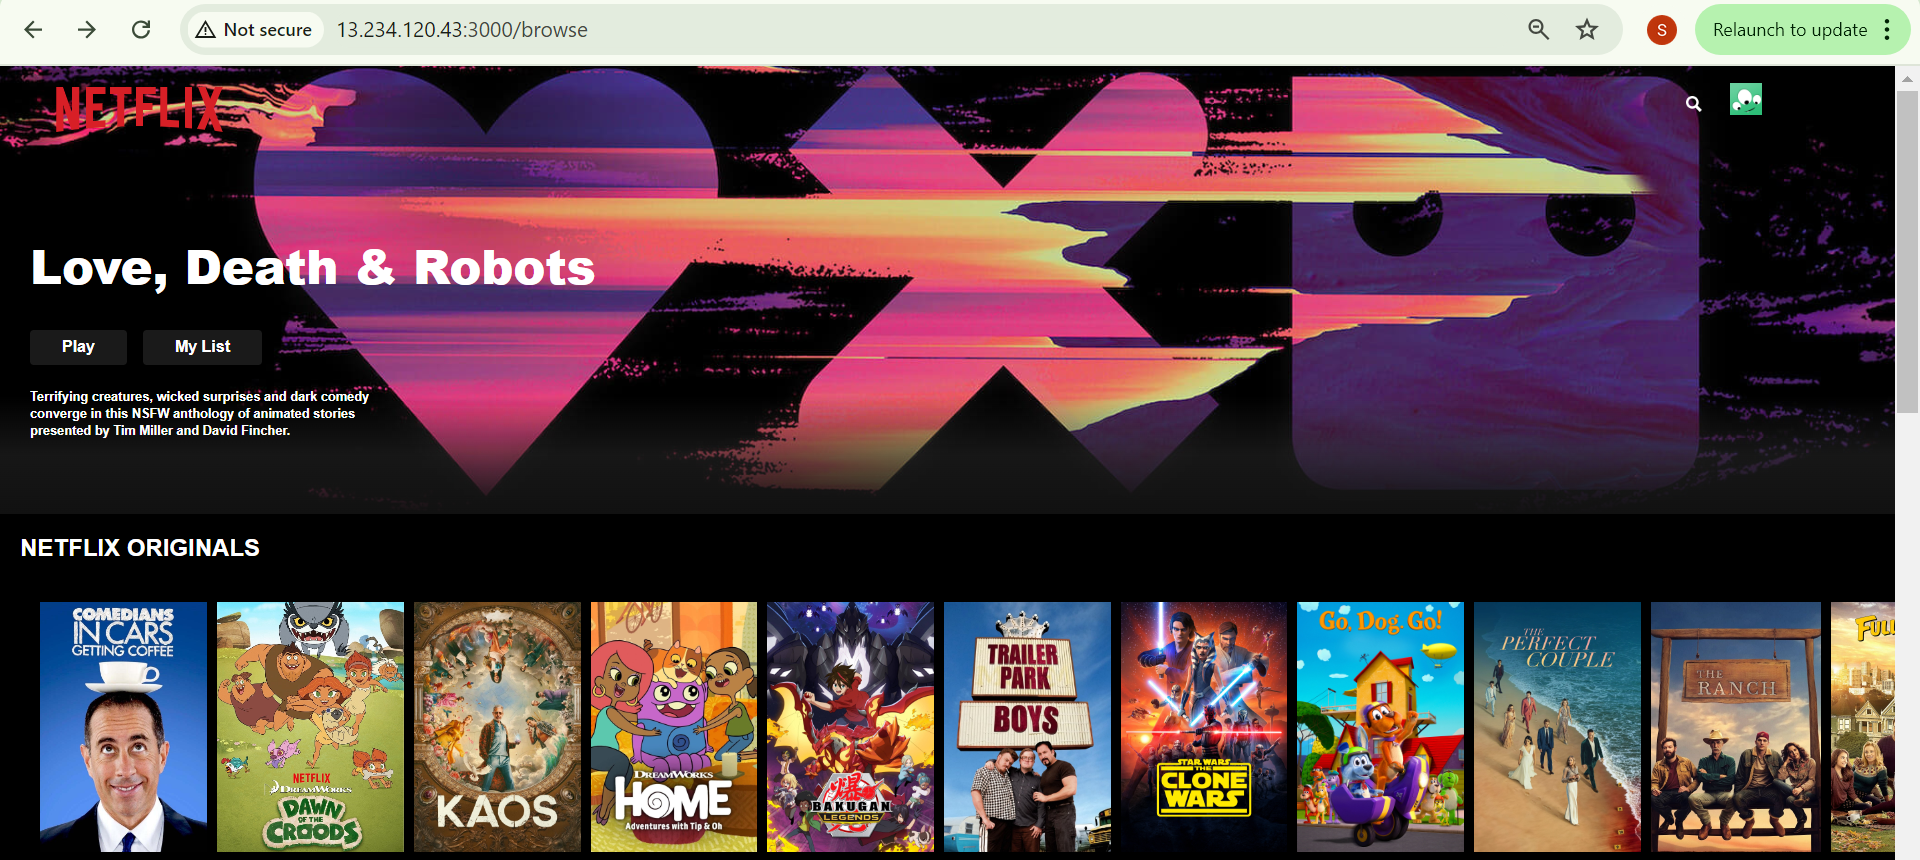 Not secure
13.234.120.43:3000/browse
S
Relaunch to update
NETFLIX
Love, Death & Robots
Play
My List
Terrifying creatures, wicked surprises and dark comedy
converge in this NSFW anthology of animated stories
presented by Tim Miller and David Fincher.
NETFLIX ORIGINALS
COMEDIANS
IN CARS
GETTING COFFEE
NETFLIX
DREAMWORKS
DAWN
OF THE
CROODS
KAOS
DREAMWORKS
HOME
Adventures with Tip & Oh
爆
BAKUGAN
LEGENDS
TRAILER
PARK
BOYS
STAR WARS
THE
CLONE
WARS
Go, Dog. Go!
THE
PERFECT
COUPLE
THE
RANCH